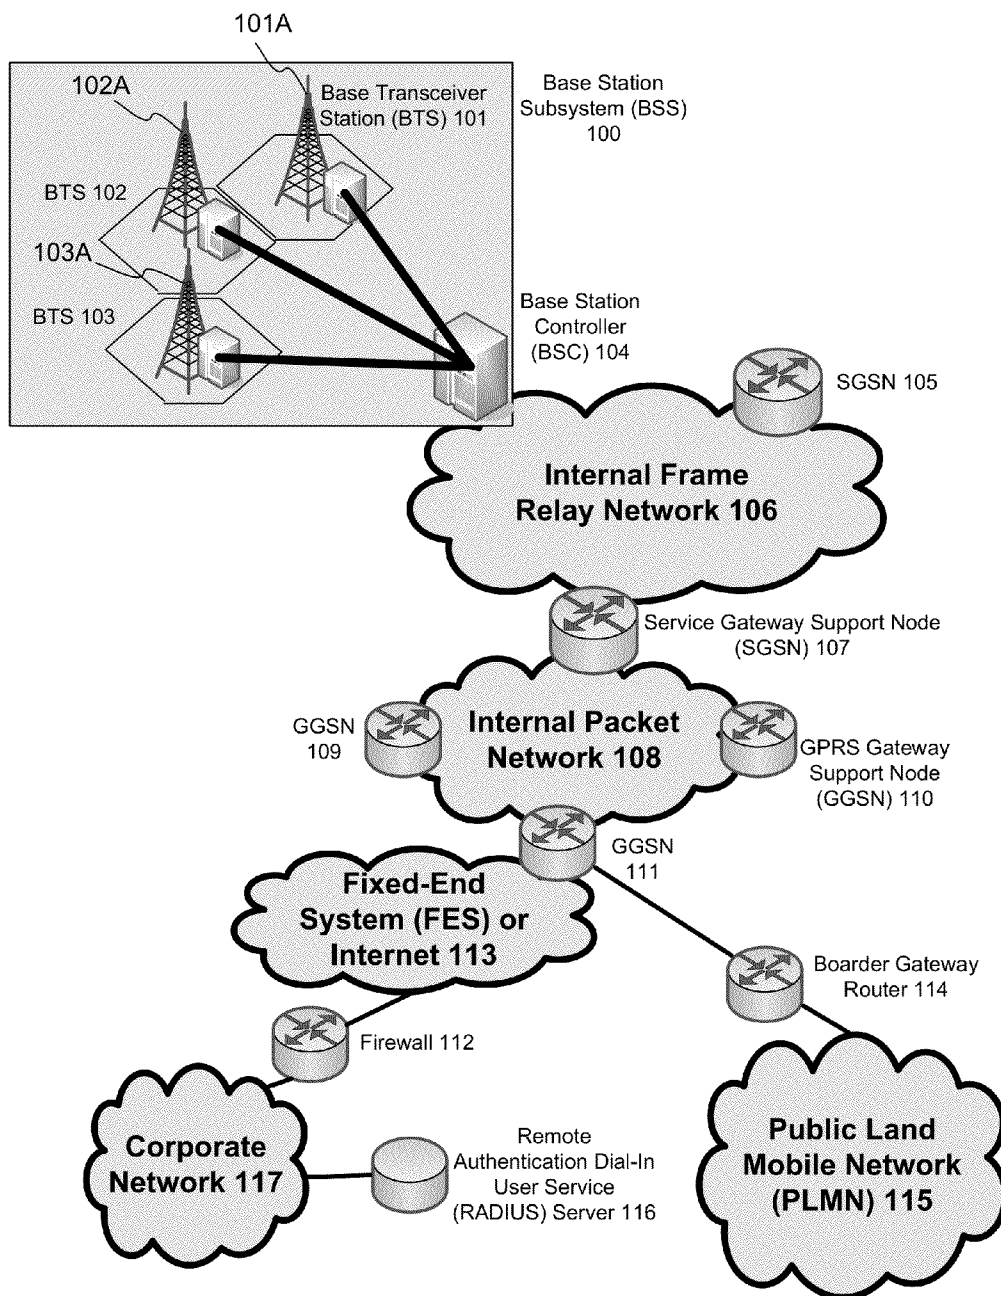 101A
102A
Base Transceiver
Station (BTS) 101
Base Station
Subsystem (BSS)
100
BTS 102
103A
BTS 103
Base Station
Controller
(BSC) 104
SGSN 105
Internal Frame
Relay Network 106
Service Gateway Support Node
(SGSN) 107
GGSN
109
Internal Packet
Network 108
GPRS Gateway
Support Node
(GGSN) 110
GGSN
111
Fixed-End
System (FES) or
Internet 113
Boarder Gateway
Router 114
Firewall 112
Corporate
Network 117
Remote
Authentication Dial-In
User Service
(RADIUS) Server 116
Public Land
Mobile Network
(PLMN) 115